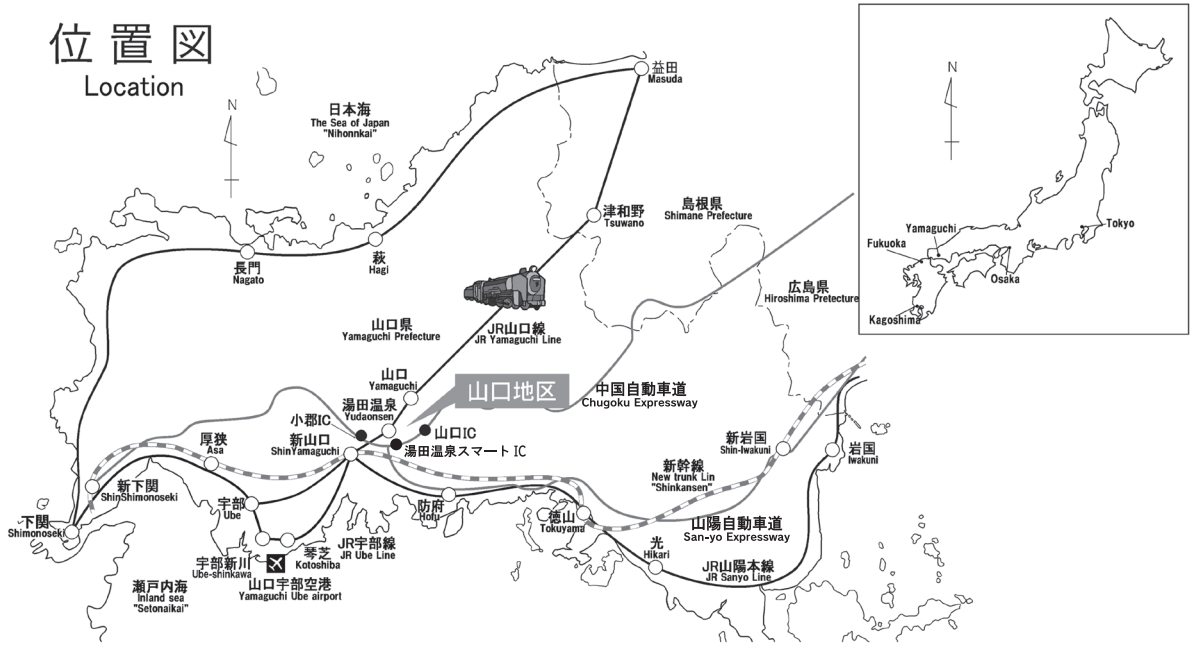 位置図
Location
N
日本海
The Sea of Japan
"Nihonnkai"
益田
Masuda
津和野
Tsuwano
島根県
Shimane Prefecture
長門
Nagato
萩
Hagi
広島県
Hiroshima Pretecture
山口県
Yamaguchi Prefecture
JR山口線
JR Yamaguchi Line
山口
Yamaguchi
山口地区
中国自動車道
Chugoku Expressway
湯田温泉
Yudaonsen
小郡IC
山口IC
湯田温泉スマートIC
厚狭
Asa
新山口
ShinYamaguchi
新岩国
Shin-Iwakuni
岩国
Iwakuni
新幹線
New trunk Lin
"Shinkansen"
新下関
ShinShimonoseki
宇部
Ube
防府
Hofu
徳山
Tokuyama
下関
Shimonoseki
山陽自動車道
San-yo Expressway
光
Hikari
JR宇部線
JR Ube Line
琴芝
Kotoshiba
宇部新川
Ube-shinkawa
JR山陽本線
JR Sanyo Line
瀬戸内海
Inland sea
"Setonaikai"
山口宇部空港
Yamaguchi Ube airport
N
Tokyo
Yamaguchi
Fukuoka
Osaka
Kagoshima